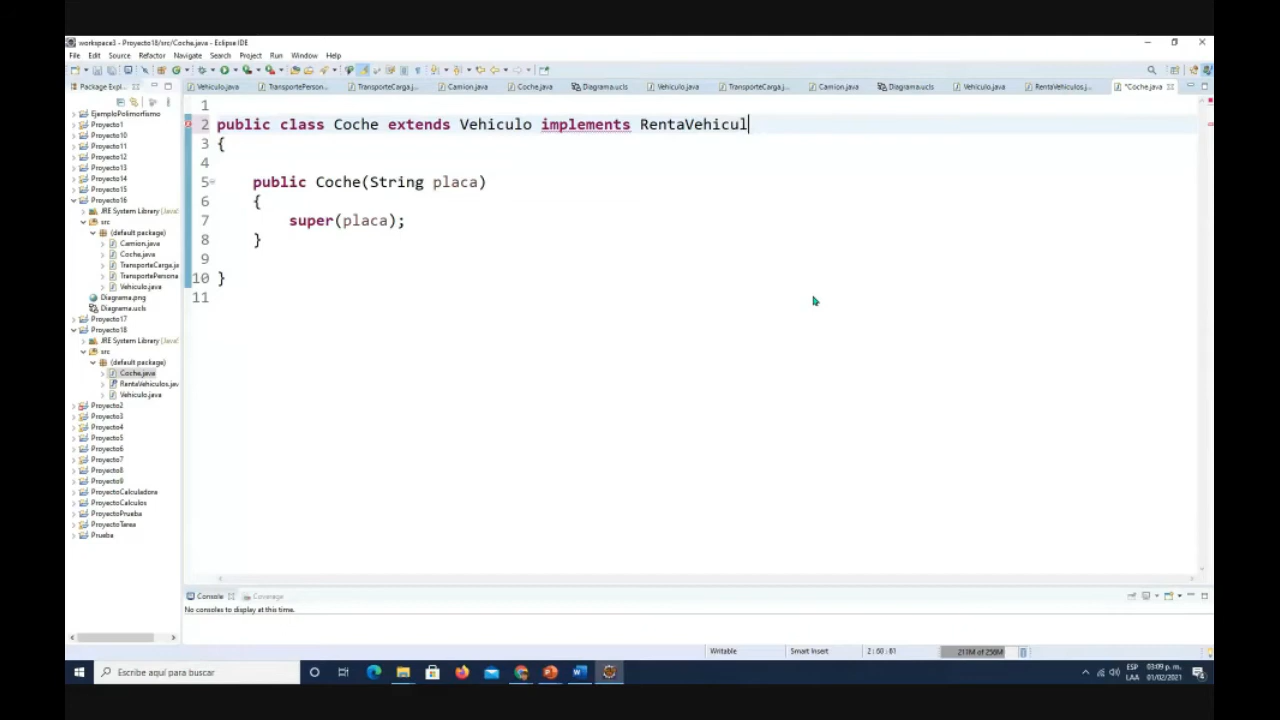 workspace3 - Proyecto18/src/Coche.java - Eclipse IDE
File Edit Source Refactor Navigate Search Project Run Window Help
Package Expl...
Vehiculo.java TransportePerson... TransporteCarga.j... Camion.java Coche.java Diagrama.ucls Vehiculo.java TransporteCarga.j... Camion.java Diagrama.ucls Vehiculo.java RentaVehiculos.j... *Coche.java
EjemploPolimorfismo
Proyecto1
Proyecto10
Proyecto11
Proyecto12
Proyecto13
Proyecto14
Proyecto15
Proyecto16
JRE System Library [Java
src
(default package)
Camion.java
Coche.java
TransporteCarga.ja
TransportePersona
Vehiculo.java
Diagrama.png
Diagrama.ucls
Proyecto17
Proyecto18
JRE System Library [Java
src
(default package)
Coche.java
RentaVehiculos.jav
Vehiculo.java
Proyecto2
Proyecto3
Proyecto4
Proyecto5
Proyecto6
Proyecto7
Proyecto8
Proyecto9
ProyectoCalculadora
ProyectoCalculos
ProyectoPrueba
ProyectoTarea
Prueba
1
2 public class Coche extends Vehiculo implements RentaVehicul
3 {
4
5 public Coche(String placa)
6 {
7 super(placa);
8 }
9
10 }
11
Console Coverage
No consoles to display at this time.
Writable Smart Insert 2 : 60 : 61 211M of 256M
Escribe aquí para buscar
ESP
LAA
03:09 p. m.
01/02/2021